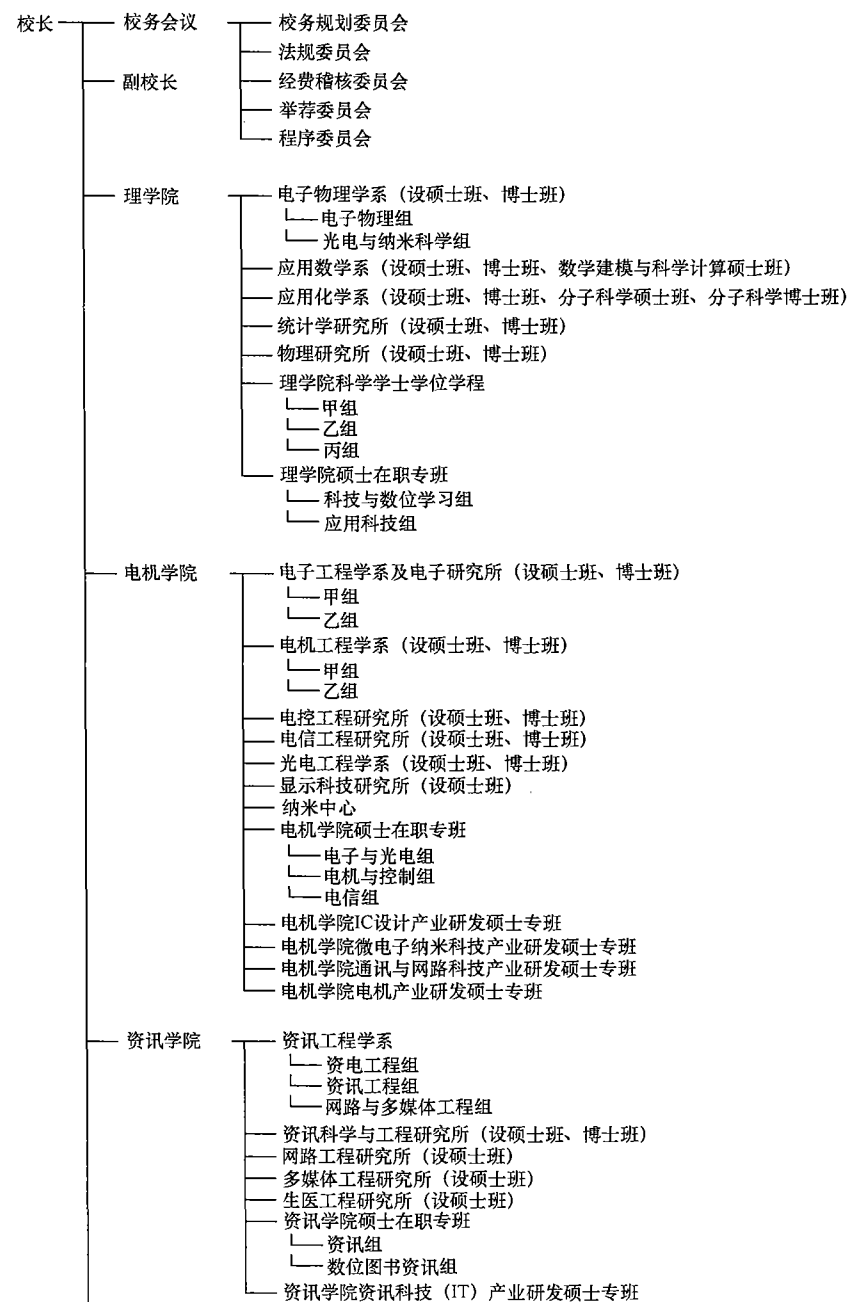 校长 校务会议 校务规划委员会
法规委员会
副校长 经费稽核委员会
举荐委员会
程序委员会
理学院 电子物理学系（设硕士班、博士班）
电子物理组
光电与纳米科学组
应用数学系（设硕士班、博士班、数学建模与科学计算硕士班）
应用化学系（设硕士班、博士班、分子科学硕士班、分子科学博士班）
统计学研究所（设硕士班、博士班）
物理研究所（设硕士班、博士班）
理学院科学学士学位学程
甲组
乙组
丙组
理学院硕士在职专班
科技与数位学习组
应用科技组
电机学院 电子工程学系及电子研究所（设硕士班、博士班）
甲组
乙组
电机工程学系（设硕士班、博士班）
甲组
乙组
电控工程研究所（设硕士班、博士班）
电信工程研究所（设硕士班、博士班）
光电工程学系（设硕士班、博士班）
显示科技研究所（设硕士班）
纳米中心
电机学院硕士在职专班
电子与光电组
电机与控制组
电信组
电机学院IC设计产业研发硕士专班
电机学院微电子纳米科技产业研发硕士专班
电机学院通讯与网路科技产业研发硕士专班
电机学院电机产业研发硕士专班
资讯学院 资讯工程学系
资电工程组
资讯工程组
网路与多媒体工程组
资讯科学与工程研究所（设硕士班、博士班）
网路工程研究所（设硕士班）
多媒体工程研究所（设硕士班）
生医工程研究所（设硕士班）
资讯学院硕士在职专班
资讯组
数位图书资讯组
资讯学院资讯科技（IT）产业研发硕士专班